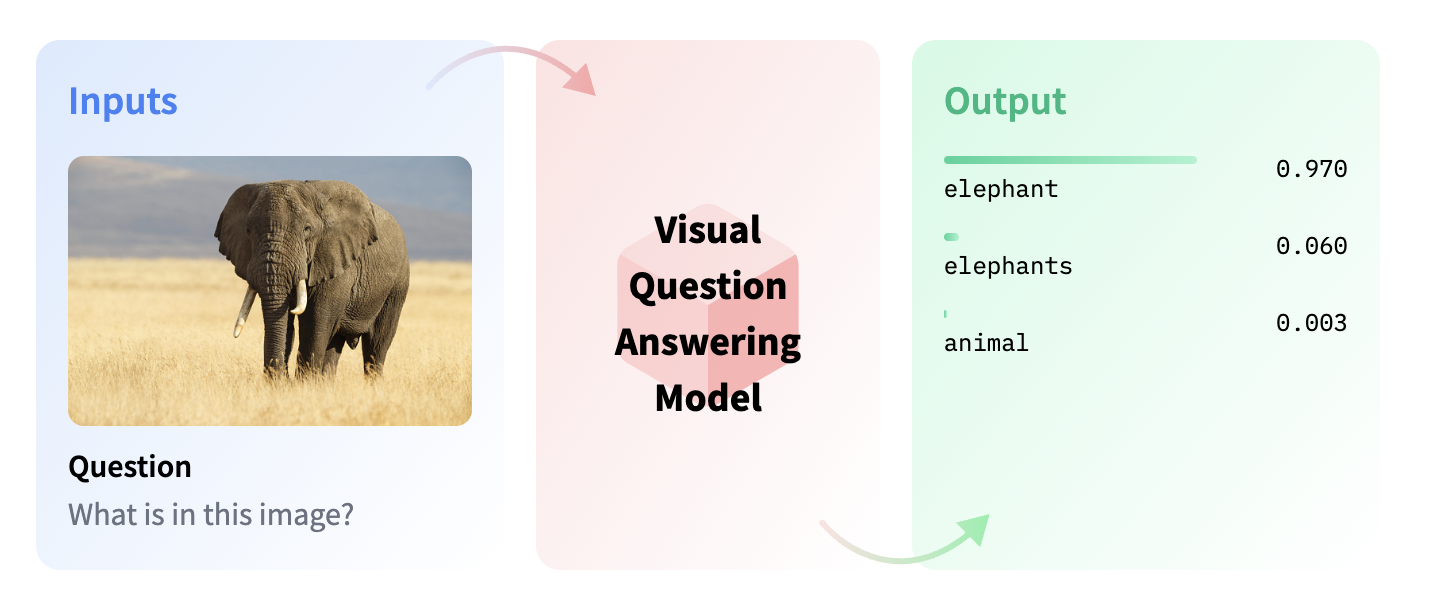 Inputs
Question
What is in this image?
Visual
Question
Answering
Model
Output
0.970
elephant
0.060
elephants
0.003
animal